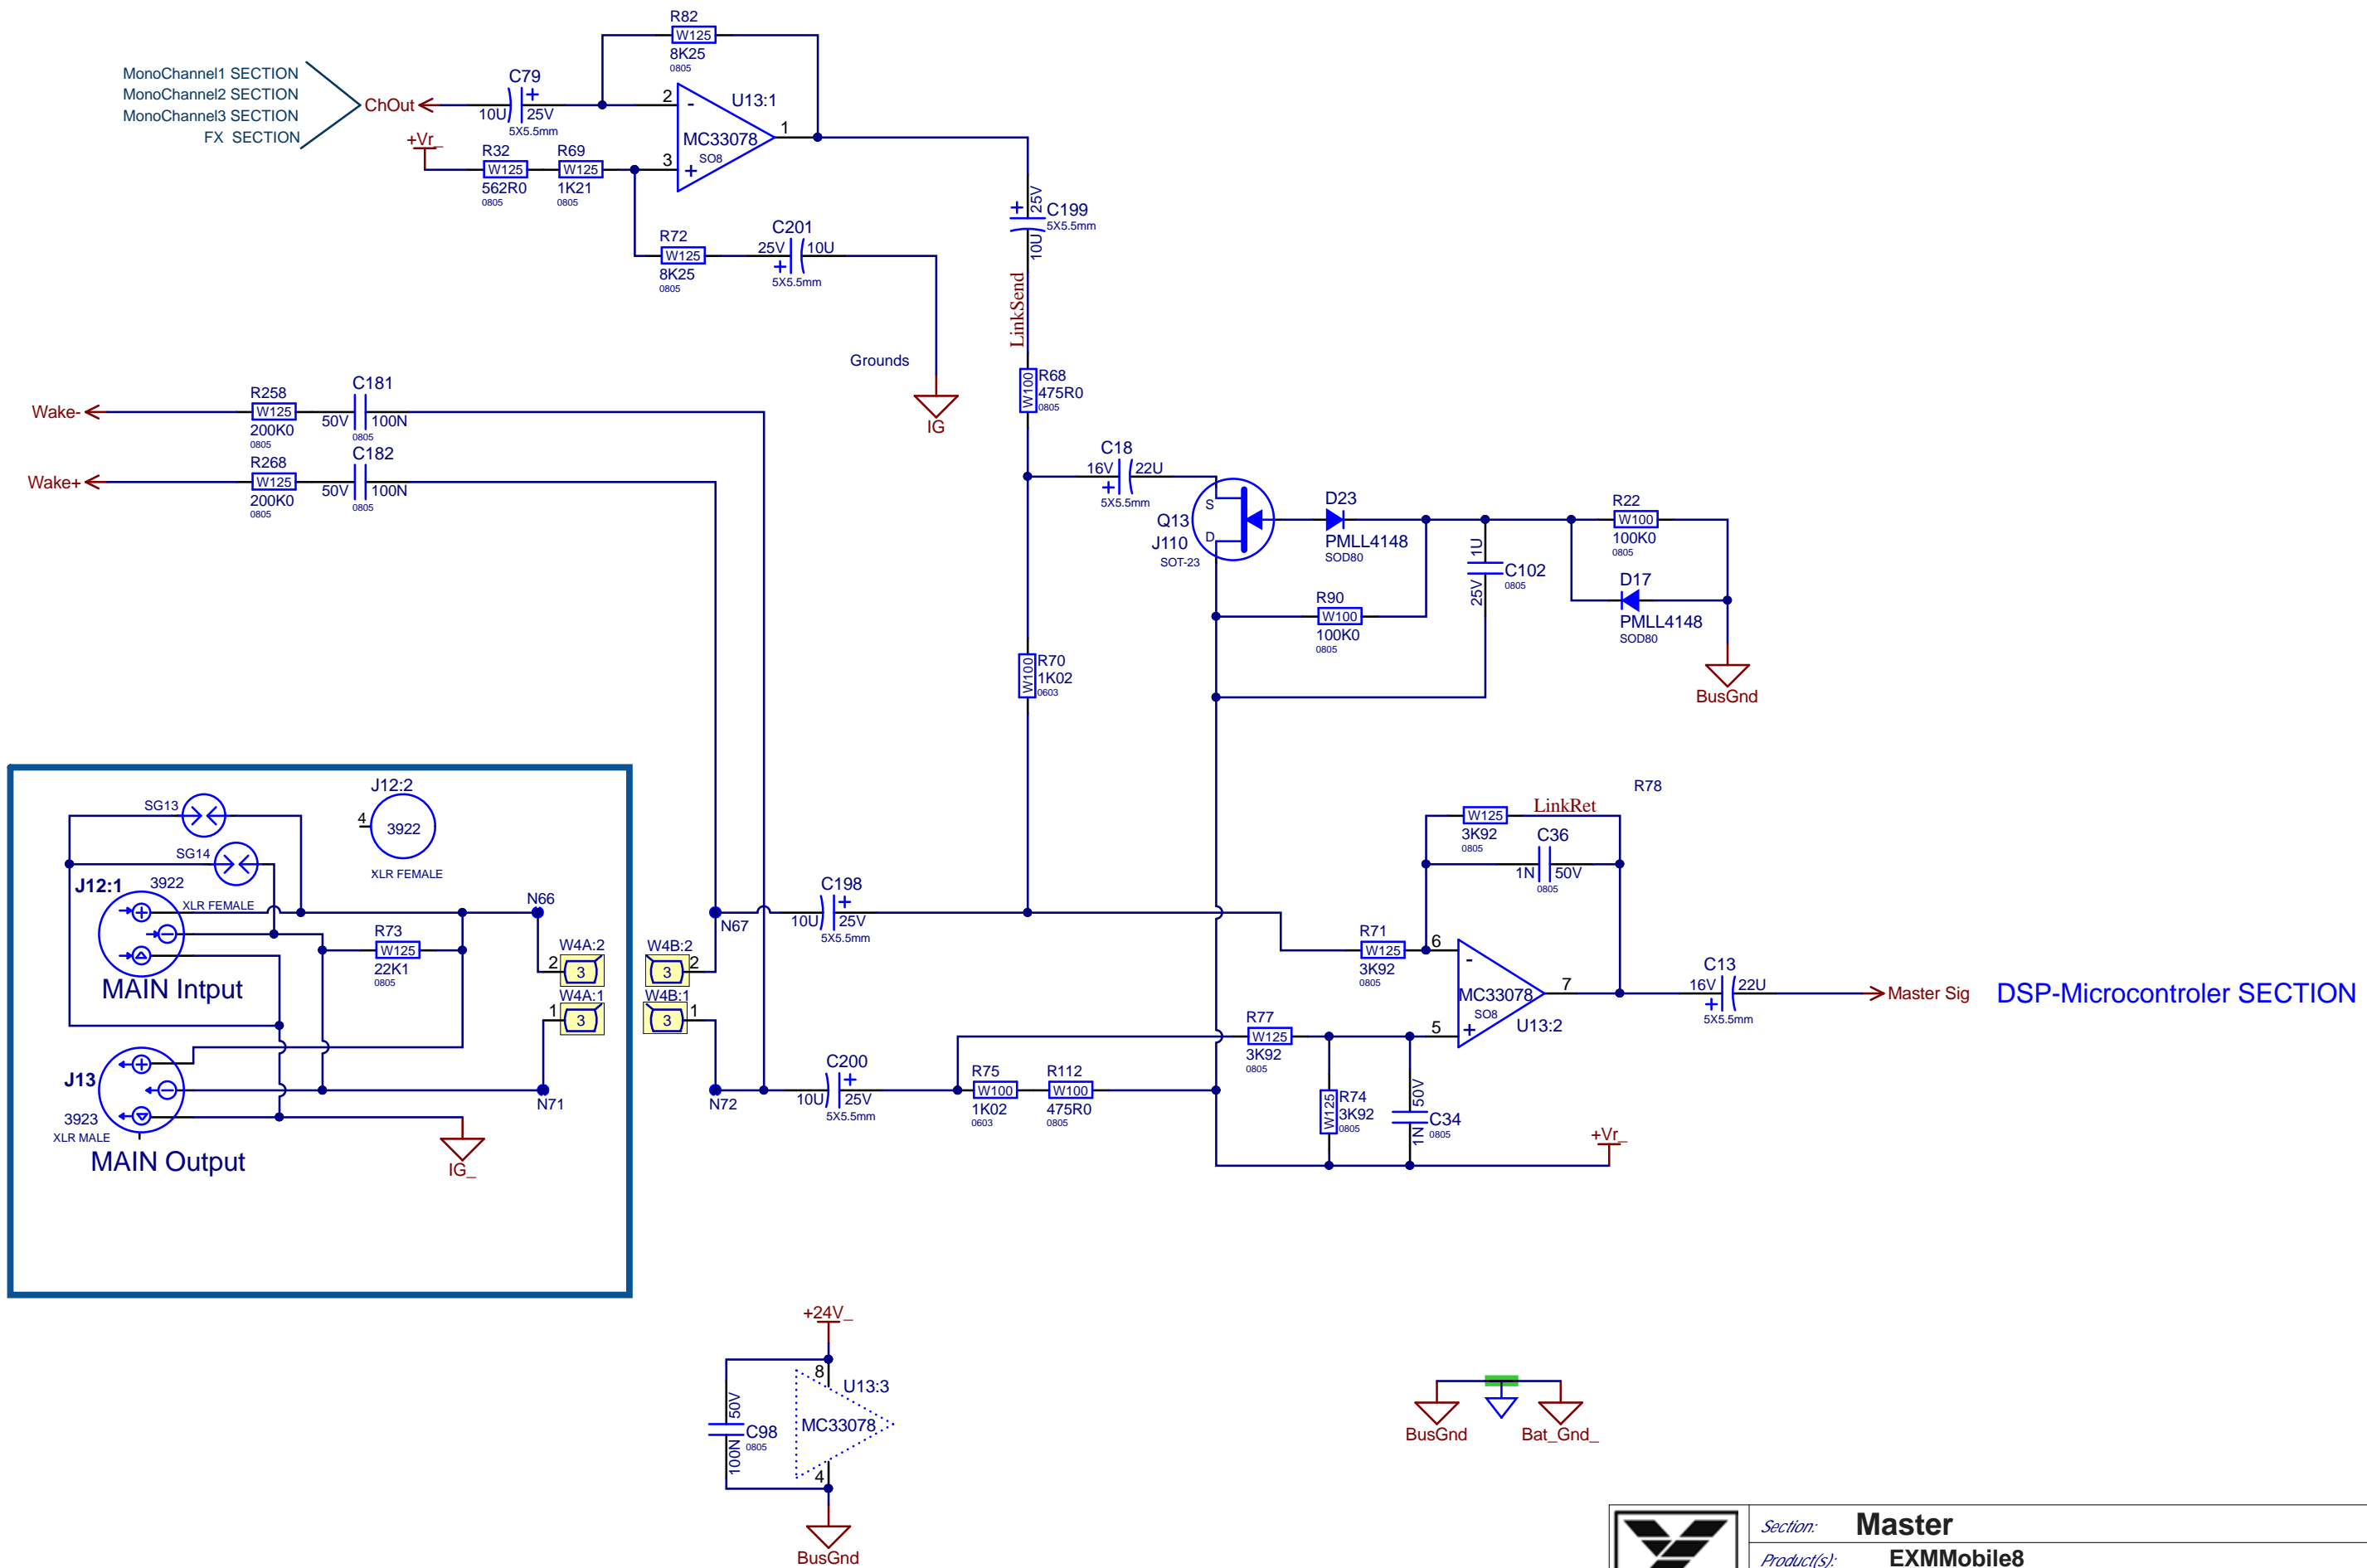 R82
W125
8K25
0805
MonoChannel1 SECTION
MonoChannel2 SECTION
MonoChannel3 SECTION
FX SECTION
ChOut
C79
+
10U
25V
5X5.5mm
2
-
U13:1
MC33078
SO8
1
3
+
+Vr_
R32
W125
562R0
0805
R69
W125
1K21
0805
R72
W125
8K25
0805
C201
25V
10U
+
5X5.5mm
25V
+
C199
5X5.5mm
10U
LinkSend
Grounds
IG
R68
W100
475R0
0805
Wake-
R258
W125
200K0
0805
C181
50V
100N
0805
Wake+
R268
W125
200K0
0805
C182
50V
100N
0805
C18
16V
22U
+
5X5.5mm
S
D
Q13
J110
SOT-23
D23
PMLL4148
SOD80
R90
W100
100K0
0805
1U
C102
0805
25V
R22
W100
100K0
0805
D17
PMLL4148
SOD80
BusGnd
R70
W100
1K02
0603
SG13
J12:2
4
3922
XLR FEMALE
SG14
J12:1
3922
XLR FEMALE
MAIN Intput
R73
W125
22K1
0805
N66
W4A:2
2
3
W4A:1
1
3
N71
J13
3923
XLR MALE
MAIN Output
IG_
W4B:2
3
2
W4B:1
3
1
N67
N72
C198
+
10U
25V
5X5.5mm
C200
+
10U
25V
5X5.5mm
R75
W100
1K02
0603
R112
W100
475R0
0805
R78
LinkRet
W125
3K92
0805
C36
1N
50V
0805
R71
W125
3K92
0805
6
-
MC33078
SO8
U13:2
7
5
+
R77
W125
3K92
0805
R74
W125
3K92
0805
50V
C34
0805
1N
+Vr_
C13
16V
22U
+
5X5.5mm
Master Sig
DSP-Microcontroler SECTION
+24V_
8
U13:3
MC33078
4
50V
C98
0805
100N
BusGnd
BusGnd
Bat_Gnd_
Section: Master
Product(s): EXMMobile8